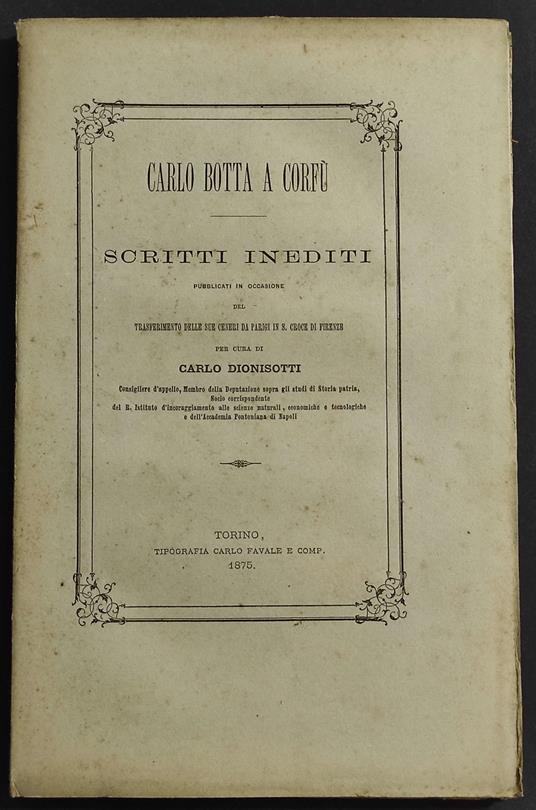 CARLO BOTTA A CORFÙ
SCRITTI INEDITI
PUBBLICATI IN OCCASIONE
DEL
TRASFERIMENTO DELLE SUE CENERI DA PARIGI IN S. CROCE DI FIRENZE
PER CURA DI
CARLO DIONISOTTI
Consigliere d'appello, Membro della Deputazione sopra gli studi di Storia patria,
Socio corrispondente
del R. Istituto d'incoraggiamento alle scienze naturali, economiche e tecnologiche
e dell'Accademia Pontoniana di Napoli
TORINO,
TIPOGRAFIA CARLO FAVALE E COMP.
1875.